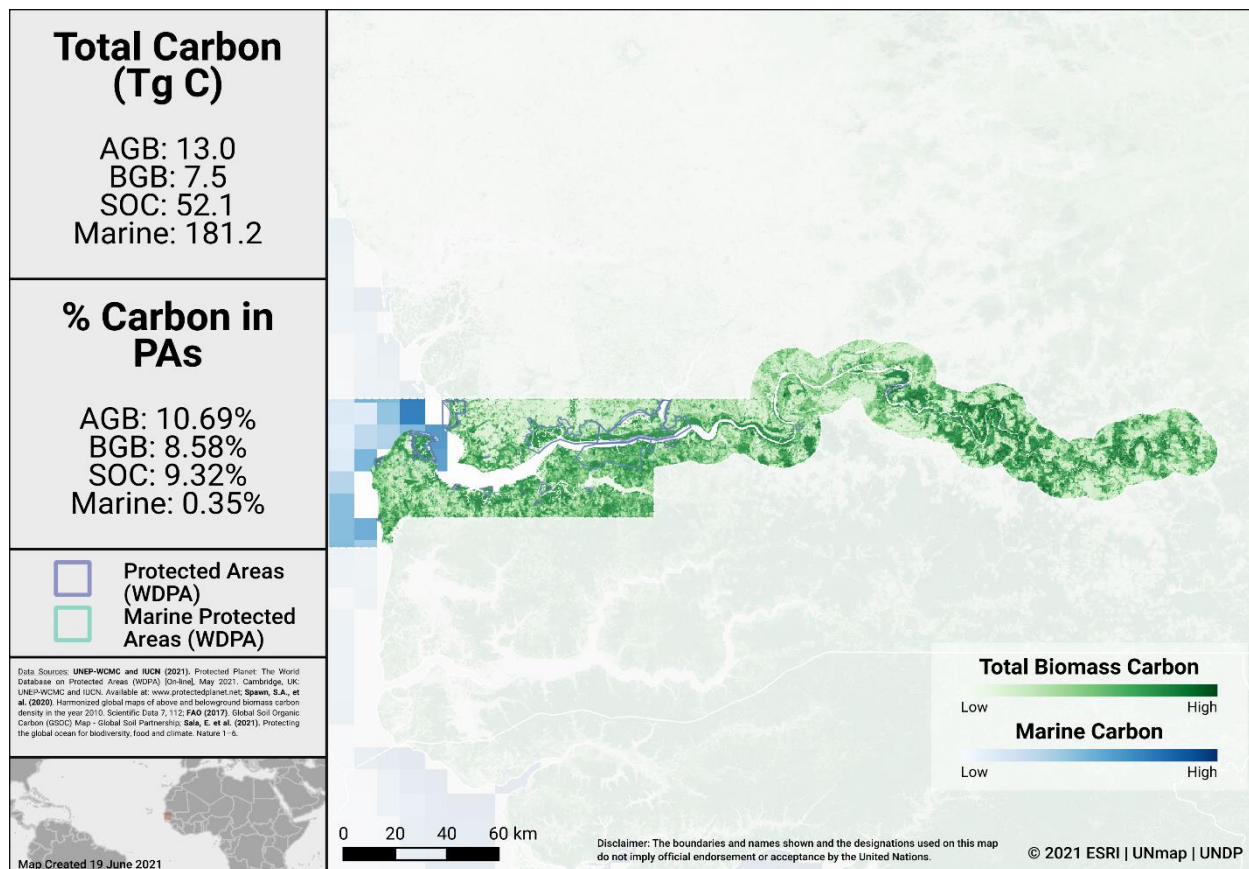 Total Carbon
(Tg C)
AGB: 13.0
BGB: 7.5
SOC: 52.1
Marine: 181.2
% Carbon in
PAs
AGB: 10.69%
BGB: 8.58%
SOC: 9.32%
Marine: 0.35%
Protected Areas
(WDPA)
Marine Protected
Areas (WDPA)
Data Sources: UNEP-WCMC and IUCN (2021). Protected Planet: The World
Database on Protected Areas (WDPA) [On-line], May 2021. Cambridge, UK:
UNEP-WCMC and IUCN. Available at: www.protectedplanet.net; Spawn, S.A., et
al. (2020). Harmonized global maps of above and belowground biomass carbon
density in the year 2010. Scientific Data 7, 112; FAO (2017). Global Soil Organic
Carbon (GSOC) Map - Global Soil Partnership; Sala, E. et al. (2021). Protecting
the global ocean for biodiversity, food and climate. Nature 1–6.
Map Created 19 June 2021
0 20 40 60 km
Total Biomass Carbon
Low High
Marine Carbon
Low High
Disclaimer: The boundaries and names shown and the designations used on this map
do not imply official endorsement or acceptance by the United Nations.
© 2021 ESRI | UNmap | UNDP